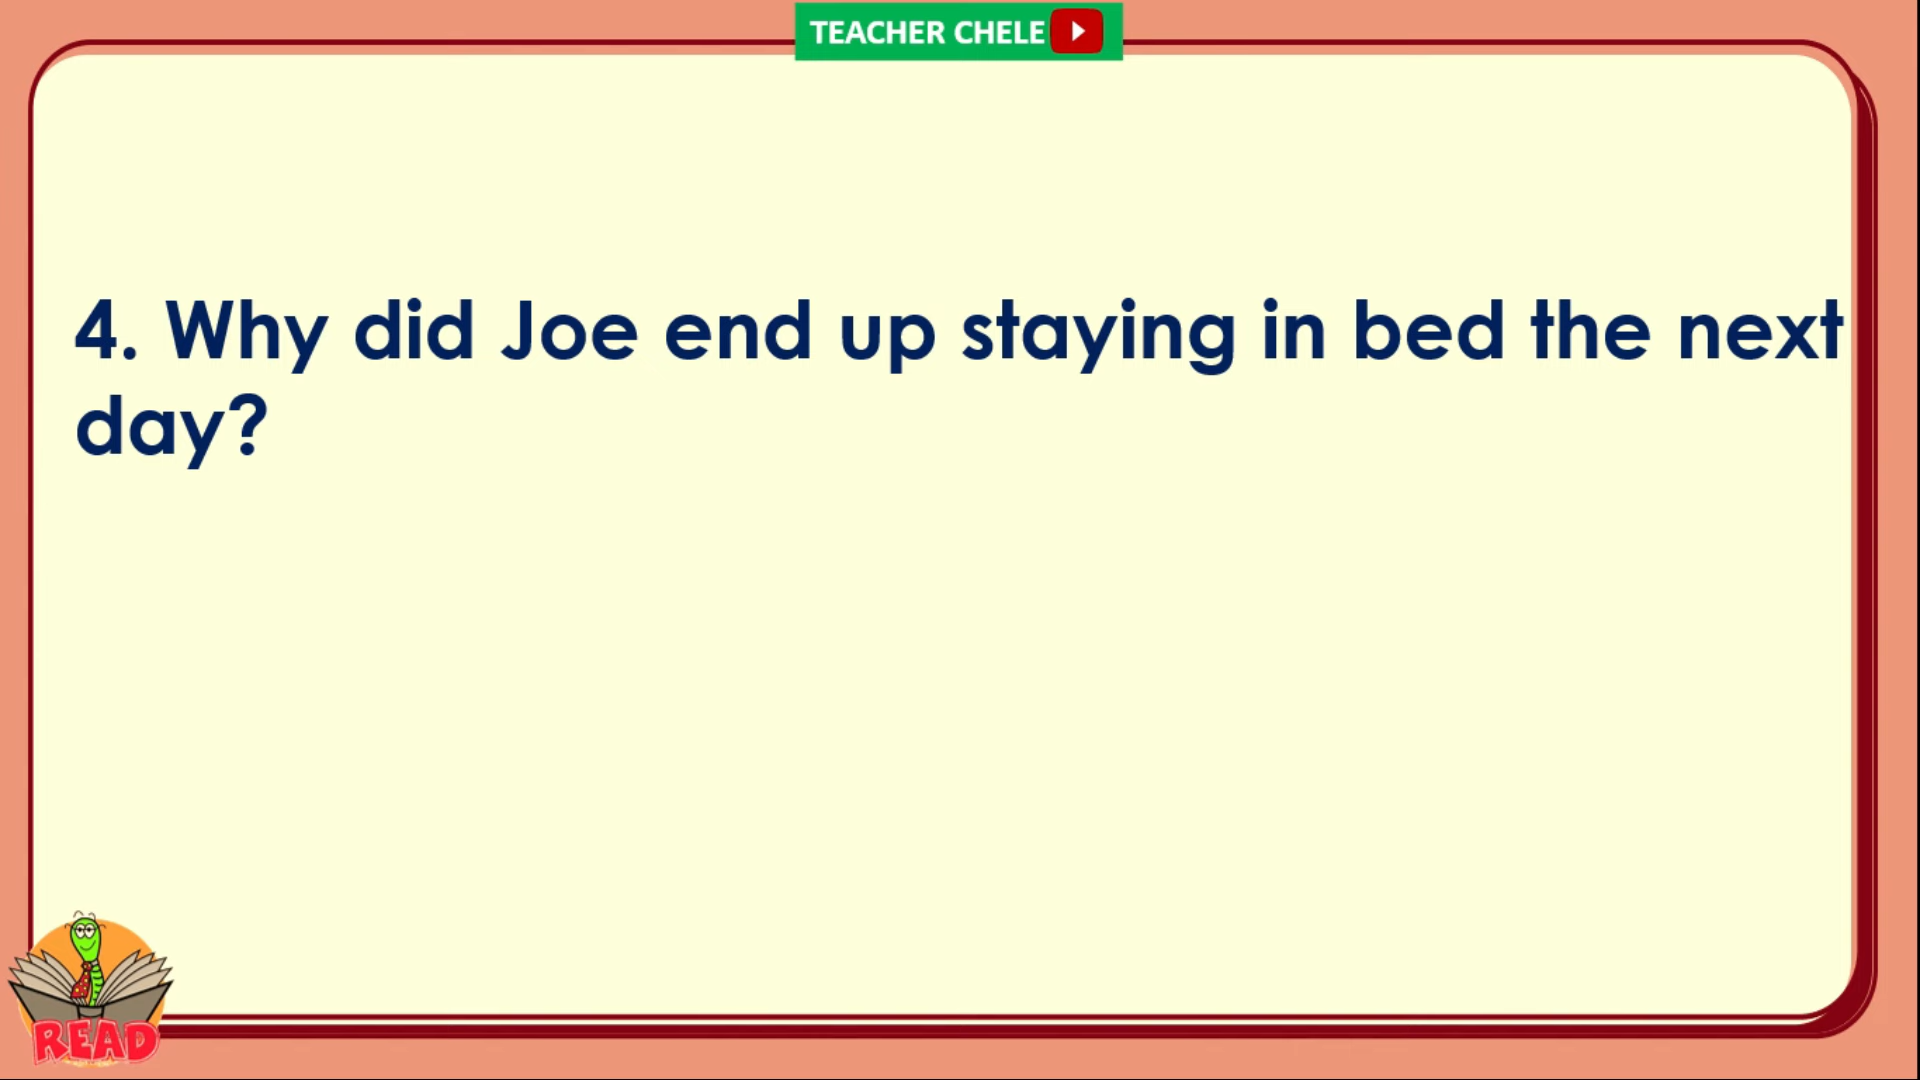 TEACHER CHELE
4. Why did Joe end up staying in bed the next
day?
READ